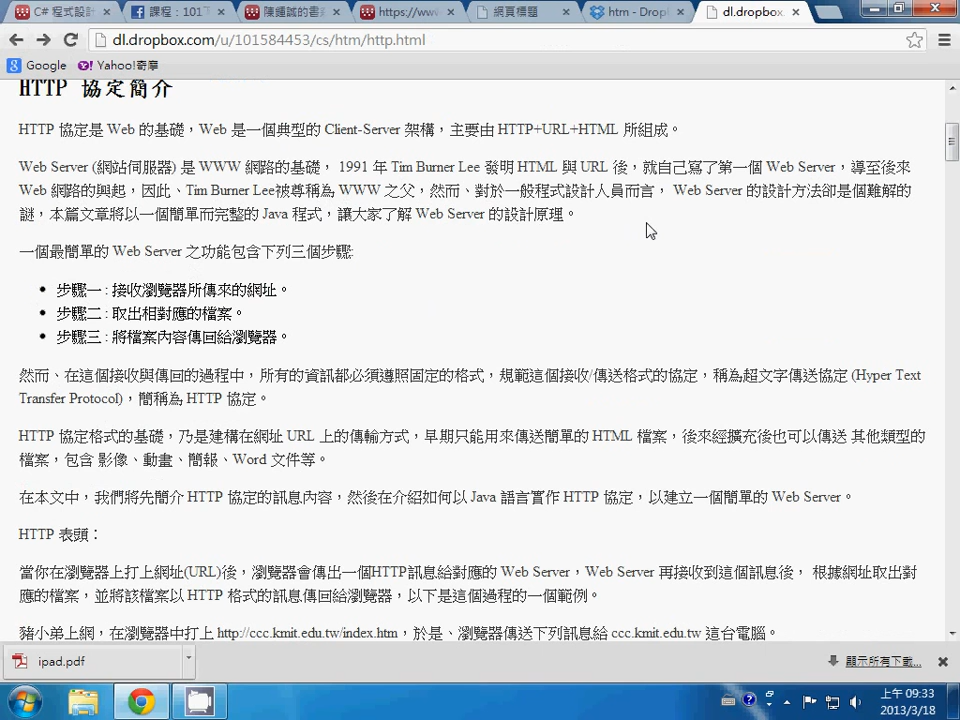 C# 程式設計
課程：101下
陳鍾誠的書
https://www
網頁標題
htm - Drop
dl.dropbox.
dl.dropbox.com/u/101584453/cs/htm/http.html
Google Yahoo!奇摩
HTTP 協定簡介
HTTP 協定是 Web 的基礎，Web 是一個典型的 Client-Server 架構，主要由 HTTP+URL+HTML 所組成。
Web Server (網站伺服器) 是 WWW 網路的基礎， 1991 年 Tim Burner Lee 發明 HTML 與 URL 後，就自己寫了第一個 Web Server，導至後來
Web 網路的興起，因此、Tim Burner Lee被尊稱為 WWW 之父，然而、對於一般程式設計人員而言， Web Server 的設計方法卻是個難解的
謎，本篇文章將以一個簡單而完整的 Java 程式，讓大家了解 Web Server 的設計原理。
一個最簡單的 Web Server 之功能包含下列三個步驟:
步驟一 : 接收瀏覽器所傳來的網址。
步驟二 : 取出相對應的檔案。
步驟三 : 將檔案內容傳回給瀏覽器。
然而、在這個接收與傳回的過程中，所有的資訊都必須遵照固定的格式，規範這個接收/傳送格式的協定，稱為超文字傳送協定 (Hyper Text
Transfer Protocol)，簡稱為 HTTP 協定。
HTTP 協定格式的基礎，乃是建構在網址 URL 上的傳輸方式，早期只能用來傳送簡單的 HTML 檔案，後來經擴充後也可以傳送 其他類型的
檔案，包含 影像、動畫、簡報、Word 文件等。
在本文中，我們將先簡介 HTTP 協定的訊息內容，然後在介紹如何以 Java 語言實作 HTTP 協定，以建立一個簡單的 Web Server。
HTTP 表頭：
當你在瀏覽器上打上網址(URL)後，瀏覽器會傳出一個HTTP訊息給對應的 Web Server，Web Server 再接收到這個訊息後， 根據網址取出對
應的檔案，並將該檔案以 HTTP 格式的訊息傳回給瀏覽器，以下是這個過程的一個範例。
豬小弟上網，在瀏覽器中打上 http://ccc.kmit.edu.tw/index.htm，於是、瀏覽器傳送下列訊息給 ccc.kmit.edu.tw 這台電腦。
ipad.pdf
顯示所有下載...
上午 09:33
2013/3/18